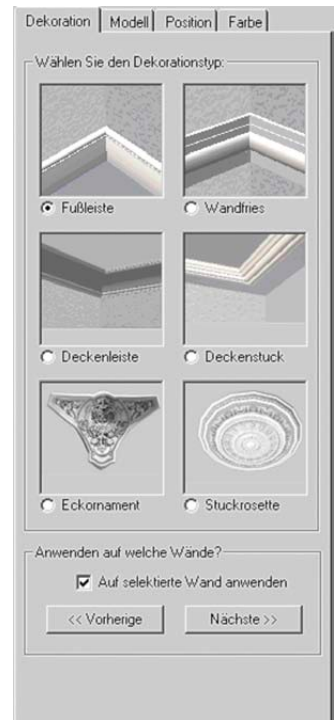 Dekoration Modell Position Farbe
Wählen Sie den Dekorationstyp:
Fußleiste Wandfries
Deckenleiste Deckenstuck
Eckornament Stuckrosette
Anwenden auf welche Wände?
Auf selektierte Wand anwenden
<< Vorherige Nächste >>